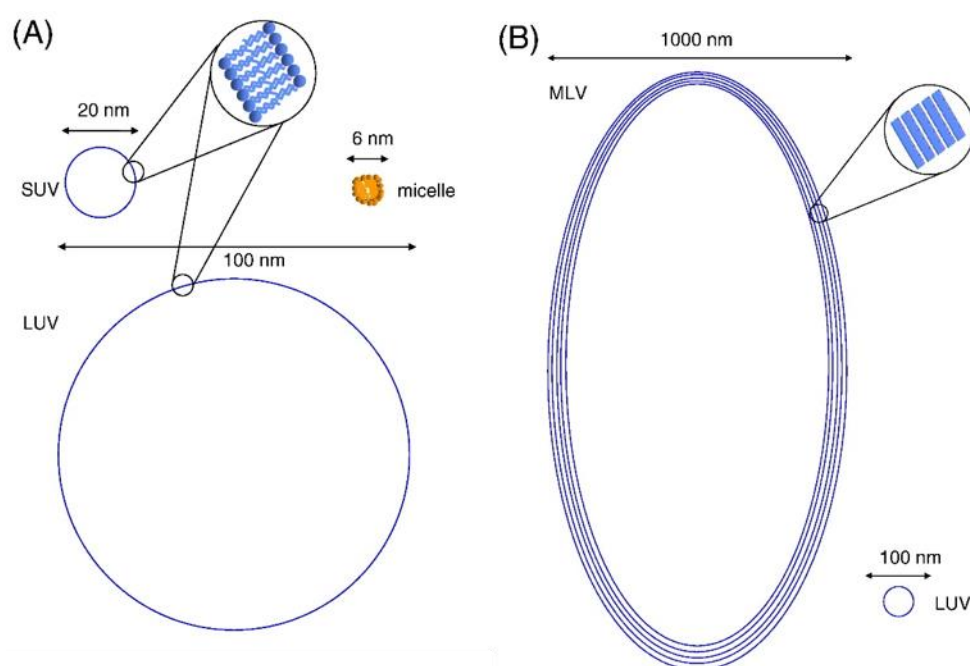 (A)
20 nm
SUV
6 nm
micelle
100 nm
LUV
(B)
1000 nm
MLV
100 nm
LUV